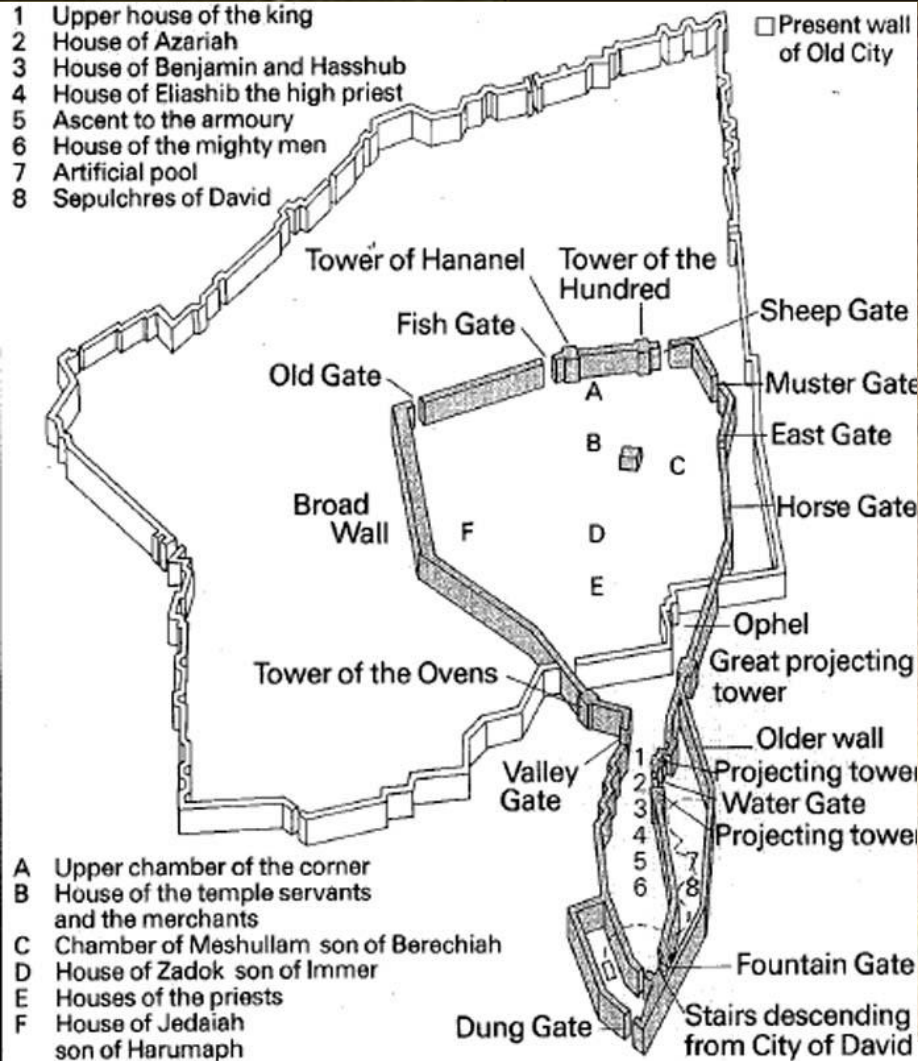 1 Upper house of the king
2 House of Azariah
3 House of Benjamin and Hasshub
4 House of Eliashib the high priest
5 Ascent to the armoury
6 House of the mighty men
7 Artificial pool
8 Sepulchres of David
Present wall
of Old City
Tower of Hananel
Tower of the
Hundred
Fish Gate
Sheep Gate
Old Gate
Muster Gate
A
East Gate
B
C
Broad
Wall
Horse Gate
F
D
E
Ophel
Tower of the Ovens
Great projecting
tower
Older wall
Valley
Gate
1
Projecting tower
2
Water Gate
3
Projecting tower
4
5
7
6
8
A Upper chamber of the corner
B House of the temple servants
and the merchants
C Chamber of Meshullam son of Berechiah
D House of Zadok son of Immer
E Houses of the priests
F House of Jedaiah
son of Harumaph
Fountain Gate
Dung Gate
Stairs descending
from City of David